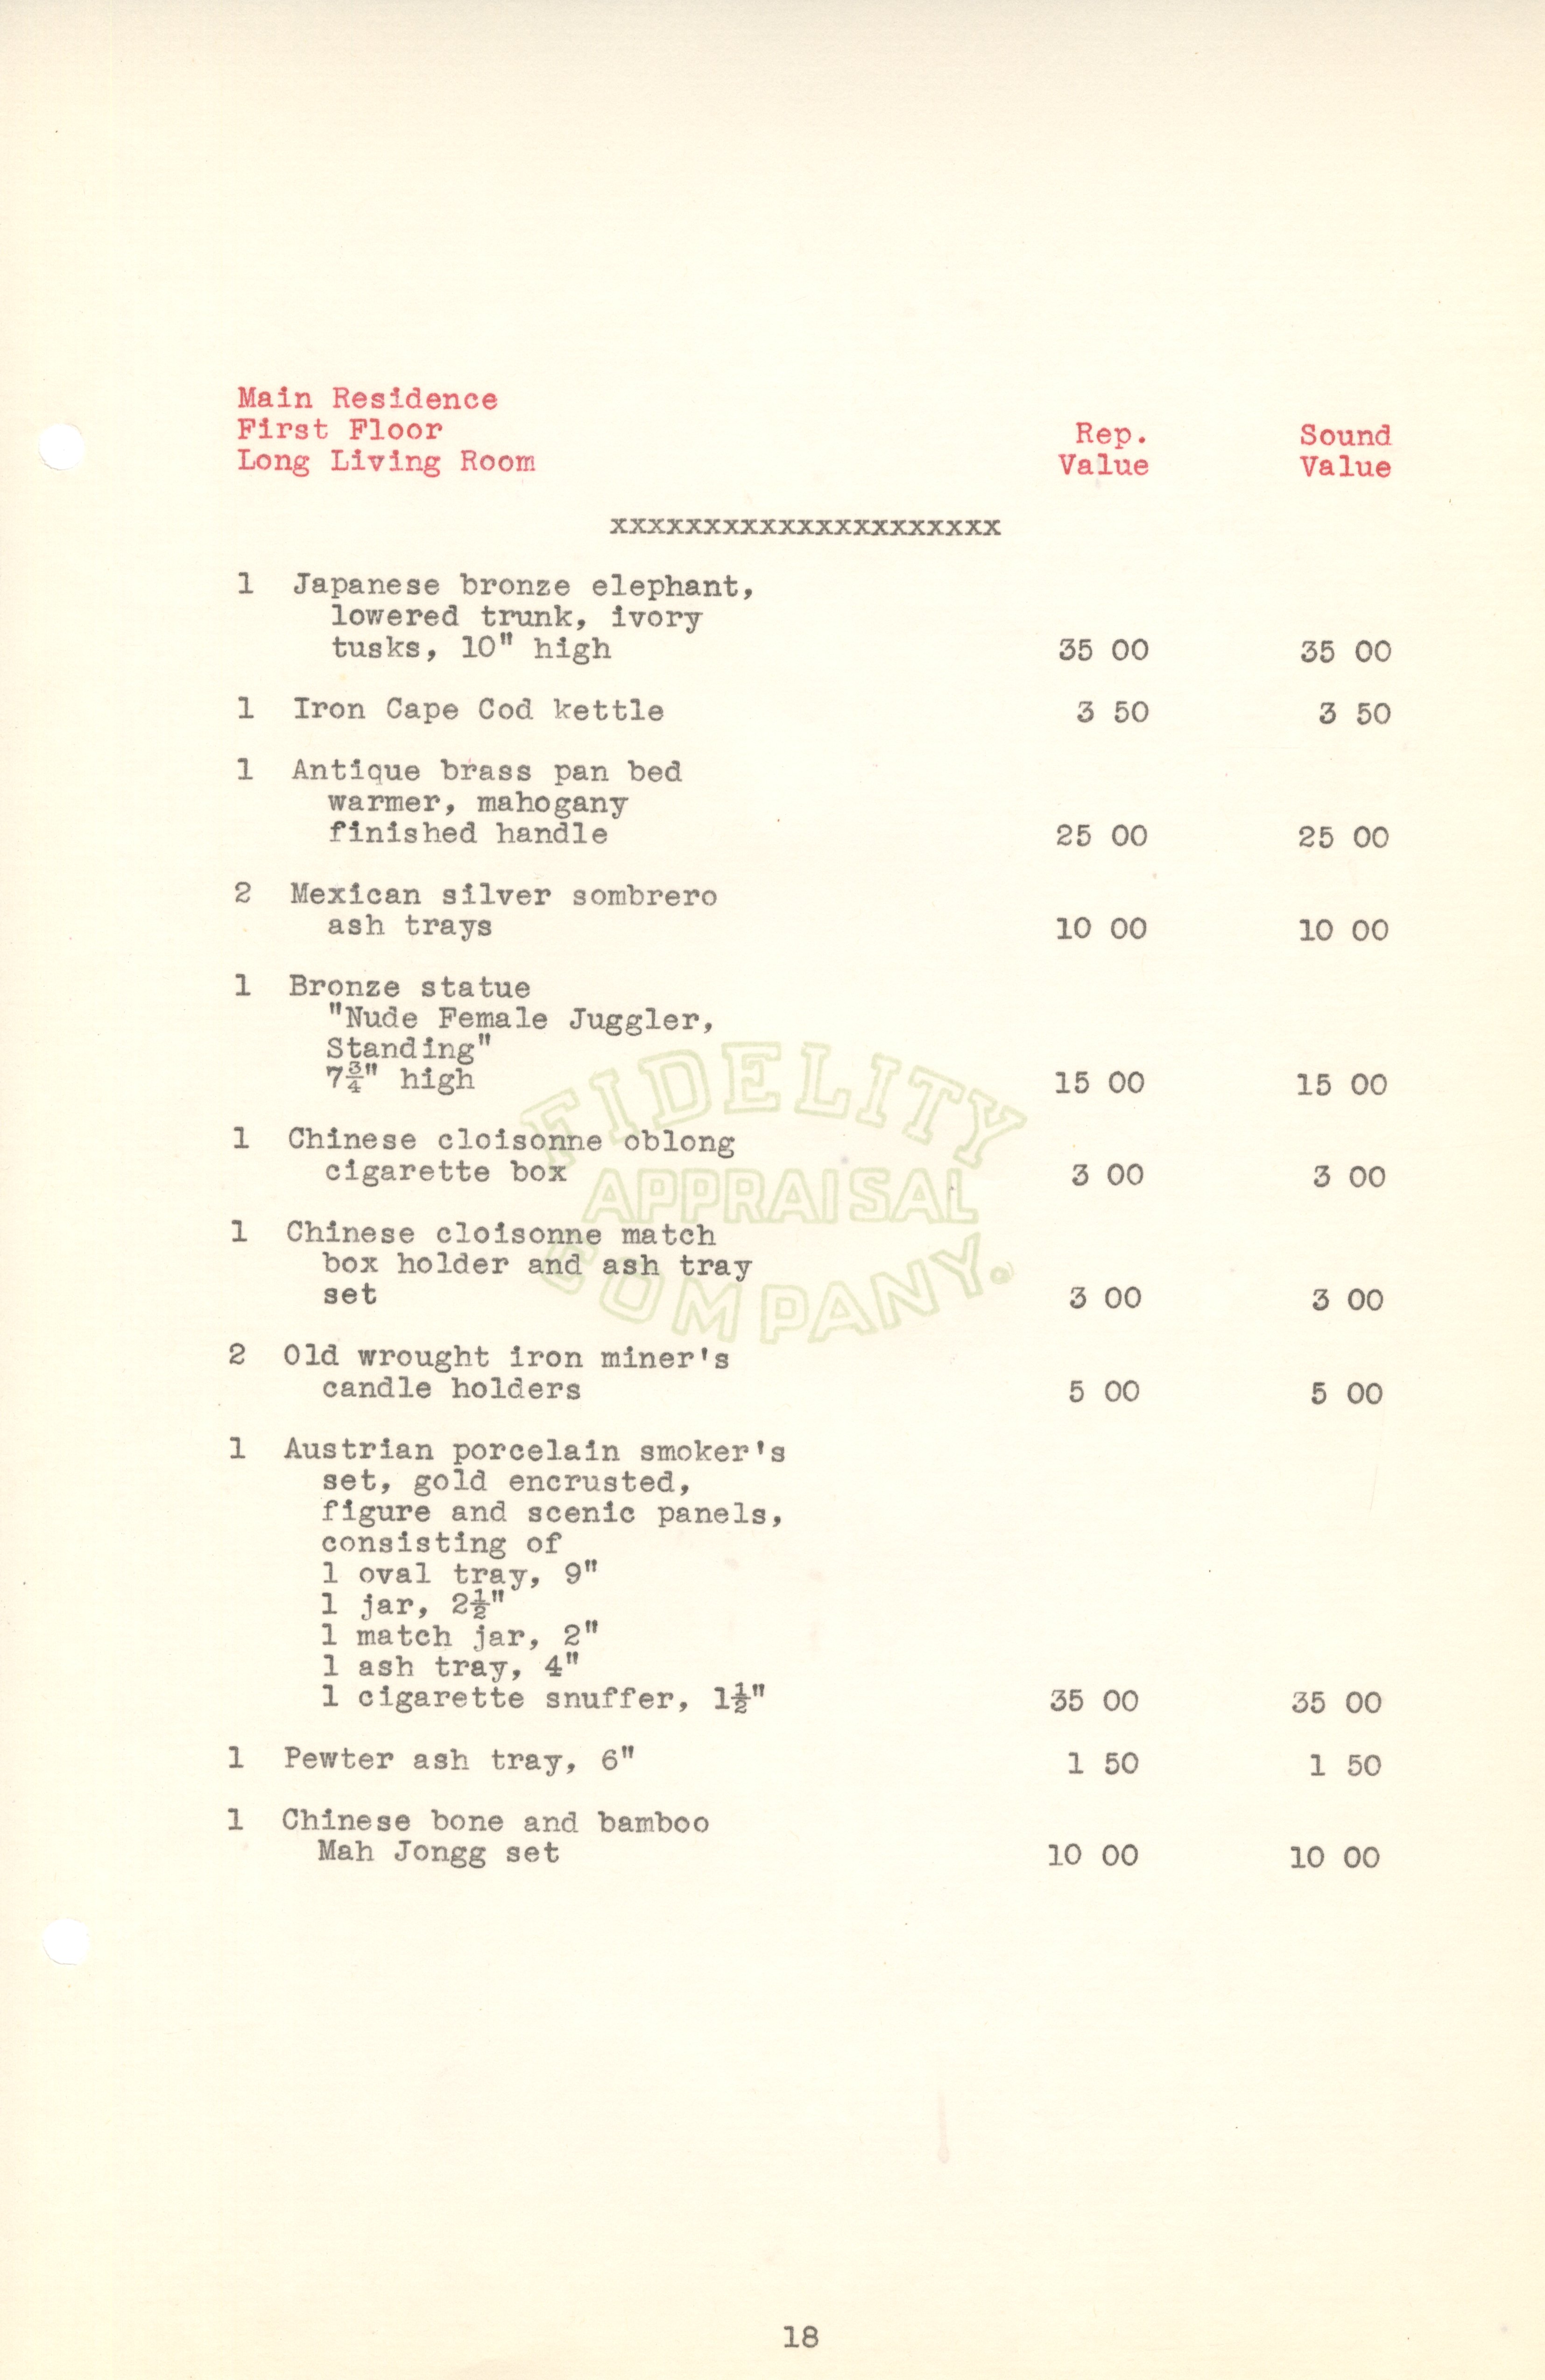 Main Residence
First Floor
Long Living Room
Rep. Value
Sound Value
xxxxxxxxxxxxxxxxxxxxx
1 Japanese bronze elephant,
lowered trunk, ivory
tusks, 10" high 35 00 35 00
1 Iron Cape Cod kettle 3 50 3 50
1 Antique brass pan bed
warmer, mahogany
finished handle 25 00 25 00
2 Mexican silver sombrero
ash trays 10 00 10 00
1 Bronze statue
"Nude Female Juggler,
Standing"
7¾" high 15 00 15 00
1 Chinese cloisonne oblong
cigarette box 3 00 3 00
1 Chinese cloisonne match
box holder and ash tray
set 3 00 3 00
2 Old wrought iron miner's
candle holders 5 00 5 00
1 Austrian porcelain smoker's
set, gold encrusted,
figure and scenic panels,
consisting of
1 oval tray, 9"
1 jar, 2½"
1 match jar, 2"
1 ash tray, 4"
1 cigarette snuffer, 1½" 35 00 35 00
1 Pewter ash tray, 6" 1 50 1 50
1 Chinese bone and bamboo
Mah Jongg set 10 00 10 00
FIDELITY
APPRAISAL
COMPANY.
18